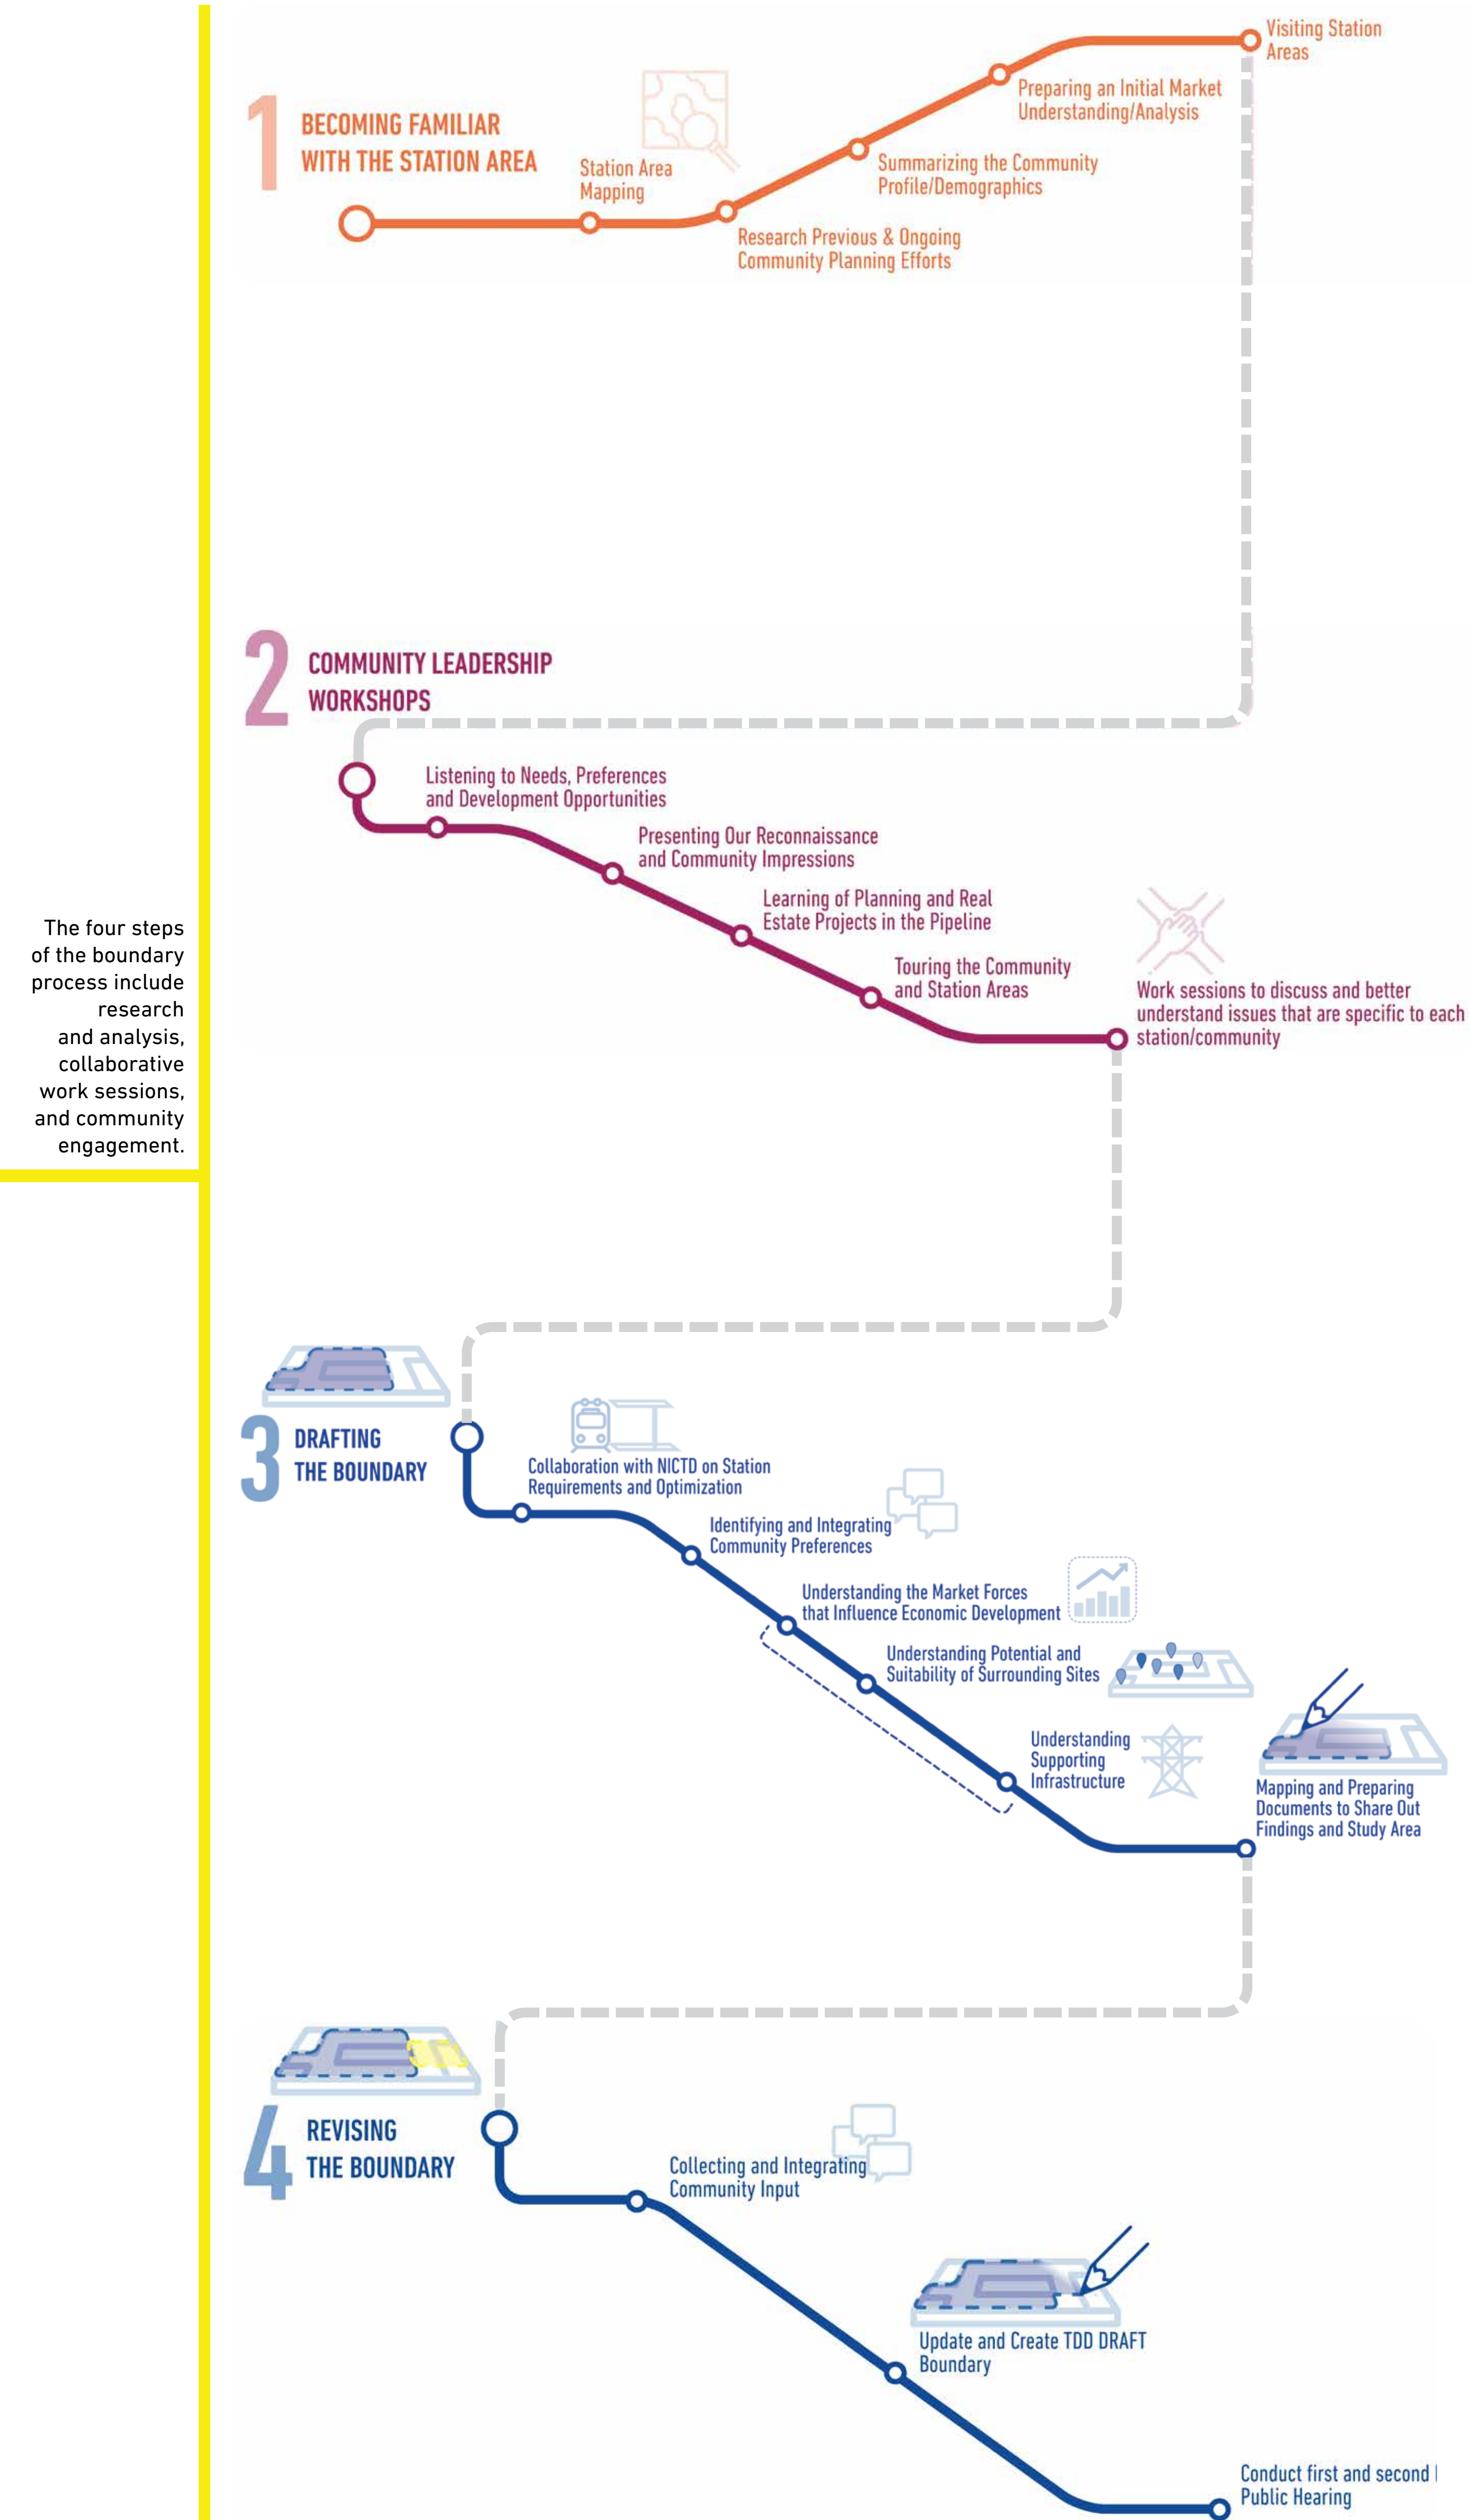 1
BECOMING FAMILIAR
WITH THE STATION AREA
Station Area
Mapping
Research Previous & Ongoing
Community Planning Efforts
Summarizing the Community
Profile/Demographics
Preparing an Initial Market
Understanding/Analysis
Visiting Station
Areas
2
COMMUNITY LEADERSHIP
WORKSHOPS
Listening to Needs, Preferences
and Development Opportunities
Presenting Our Reconnaissance
and Community Impressions
Learning of Planning and Real
Estate Projects in the Pipeline
Touring the Community
and Station Areas
Work sessions to discuss and better
understand issues that are specific to each
station/community
The four steps
of the boundary
process include
research
and analysis,
collaborative
work sessions,
and community
engagement.
3
DRAFTING
THE BOUNDARY
Collaboration with NICTD on Station
Requirements and Optimization
Identifying and Integrating
Community Preferences
Understanding the Market Forces
that Influence Economic Development
Understanding Potential and
Suitability of Surrounding Sites
Understanding
Supporting
Infrastructure
Mapping and Preparing
Documents to Share Out
Findings and Study Area
4
REVISING
THE BOUNDARY
Collecting and Integrating
Community Input
Update and Create TDD DRAFT
Boundary
Conduct first and second
Public Hearing